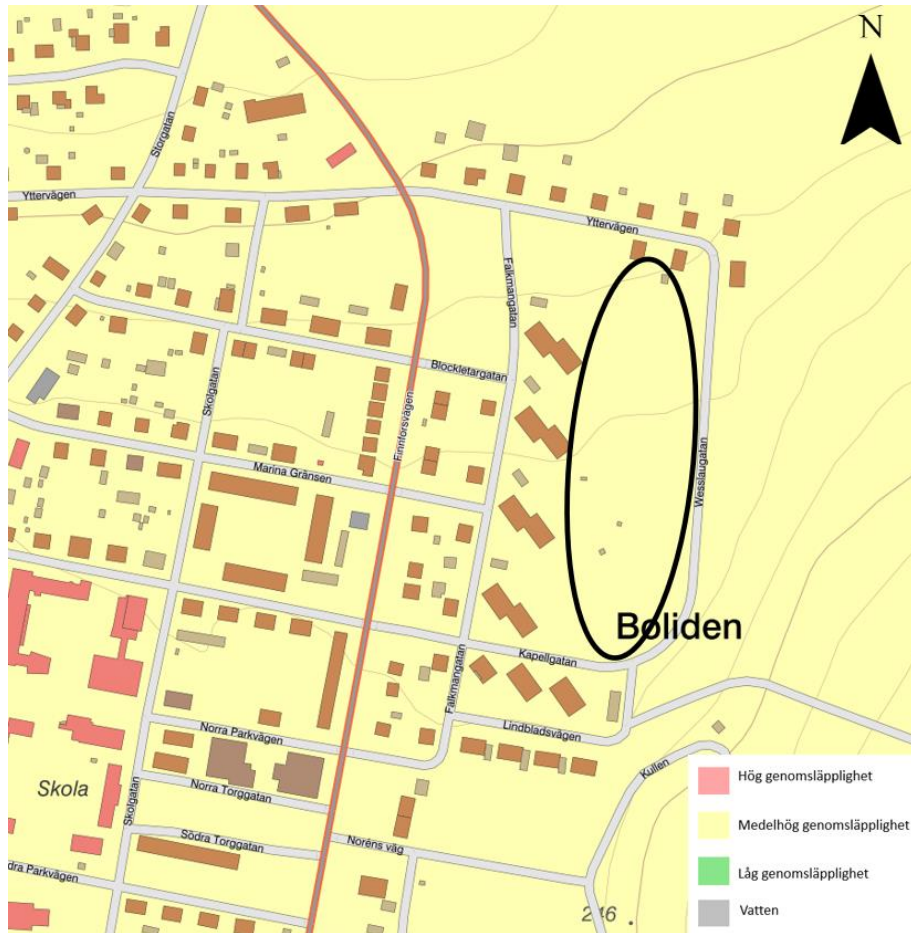 N
Storgatan
Yttervägen
Yttervägen
Falkmangatan
Blockletargatan
Skolgatan
Finnforsvägen
Wesslaugatan
Marina Gränsen
Boliden
Kapellgatan
Falkmangatan
Lindbladsvägen
Norra Parkvägen
Kullen
Skola
Skolgatan
Norra Torggatan
Södra Torggatan
Noréns väg
dra Parkvägen
246
Hög genomsläpplighet
Medelhög genomsläpplighet
Låg genomsläpplighet
Vatten